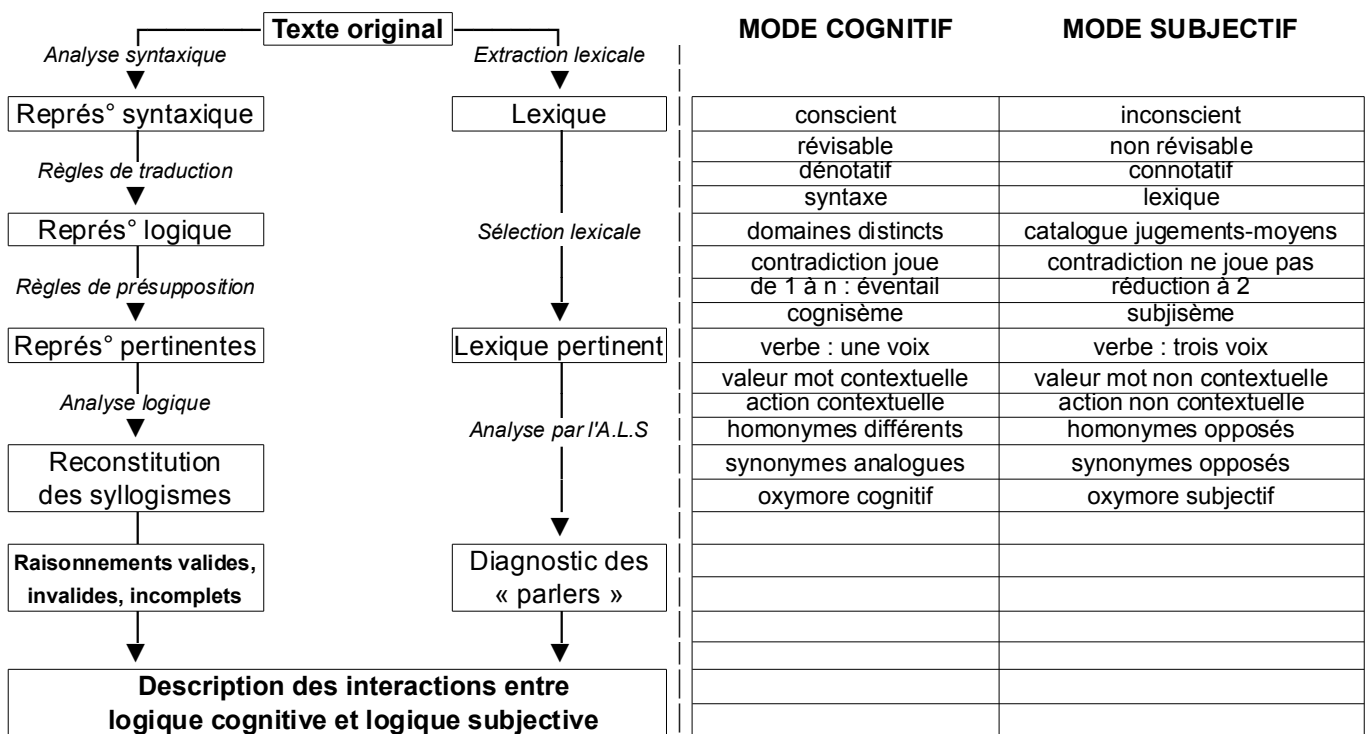 Texte original
Analyse syntaxique
Extraction lexicale
Représ° syntaxique
Lexique
Règles de traduction
Représ° logique
Sélection lexicale
Règles de présupposition
Représ° pertinentes
Lexique pertinent
Analyse logique
Analyse par l'A.L.S
Reconstitution
des syllogismes
Raisonnements valides,
invalides, incomplets
Diagnostic des
« parlers »
Description des interactions entre
logique cognitive et logique subjective
MODE COGNITIF MODE SUBJECTIF
conscient inconscient
révisable non révisable
dénotatif connotatif
syntaxe lexique
domaines distincts catalogue jugements-moyens
contradiction joue contradiction ne joue pas
de 1 à n : éventail réduction à 2
cognisème subjisème
verbe : une voix verbe : trois voix
valeur mot contextuelle valeur mot non contextuelle
action contextuelle action non contextuelle
homonymes différents homonymes opposés
synonymes analogues synonymes opposés
oxymore cognitif oxymore subjectif